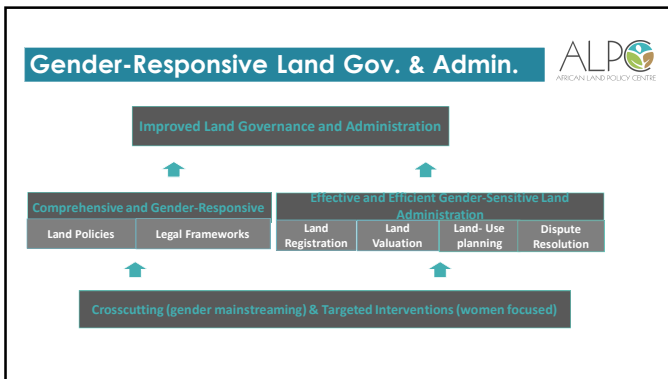 Gender-Responsive Land Gov. & Admin.
ALPC
AFRICAN LAND POLICY CENTRE
Improved Land Governance and Administration
Comprehensive and Gender-Responsive
Land Policies
Legal Frameworks
Effective and Efficient Gender-Sensitive Land
Administration
Land
Registration
Land
Valuation
Land- Use
planning
Dispute
Resolution
Crosscutting (gender mainstreaming) & Targeted Interventions (women focused)